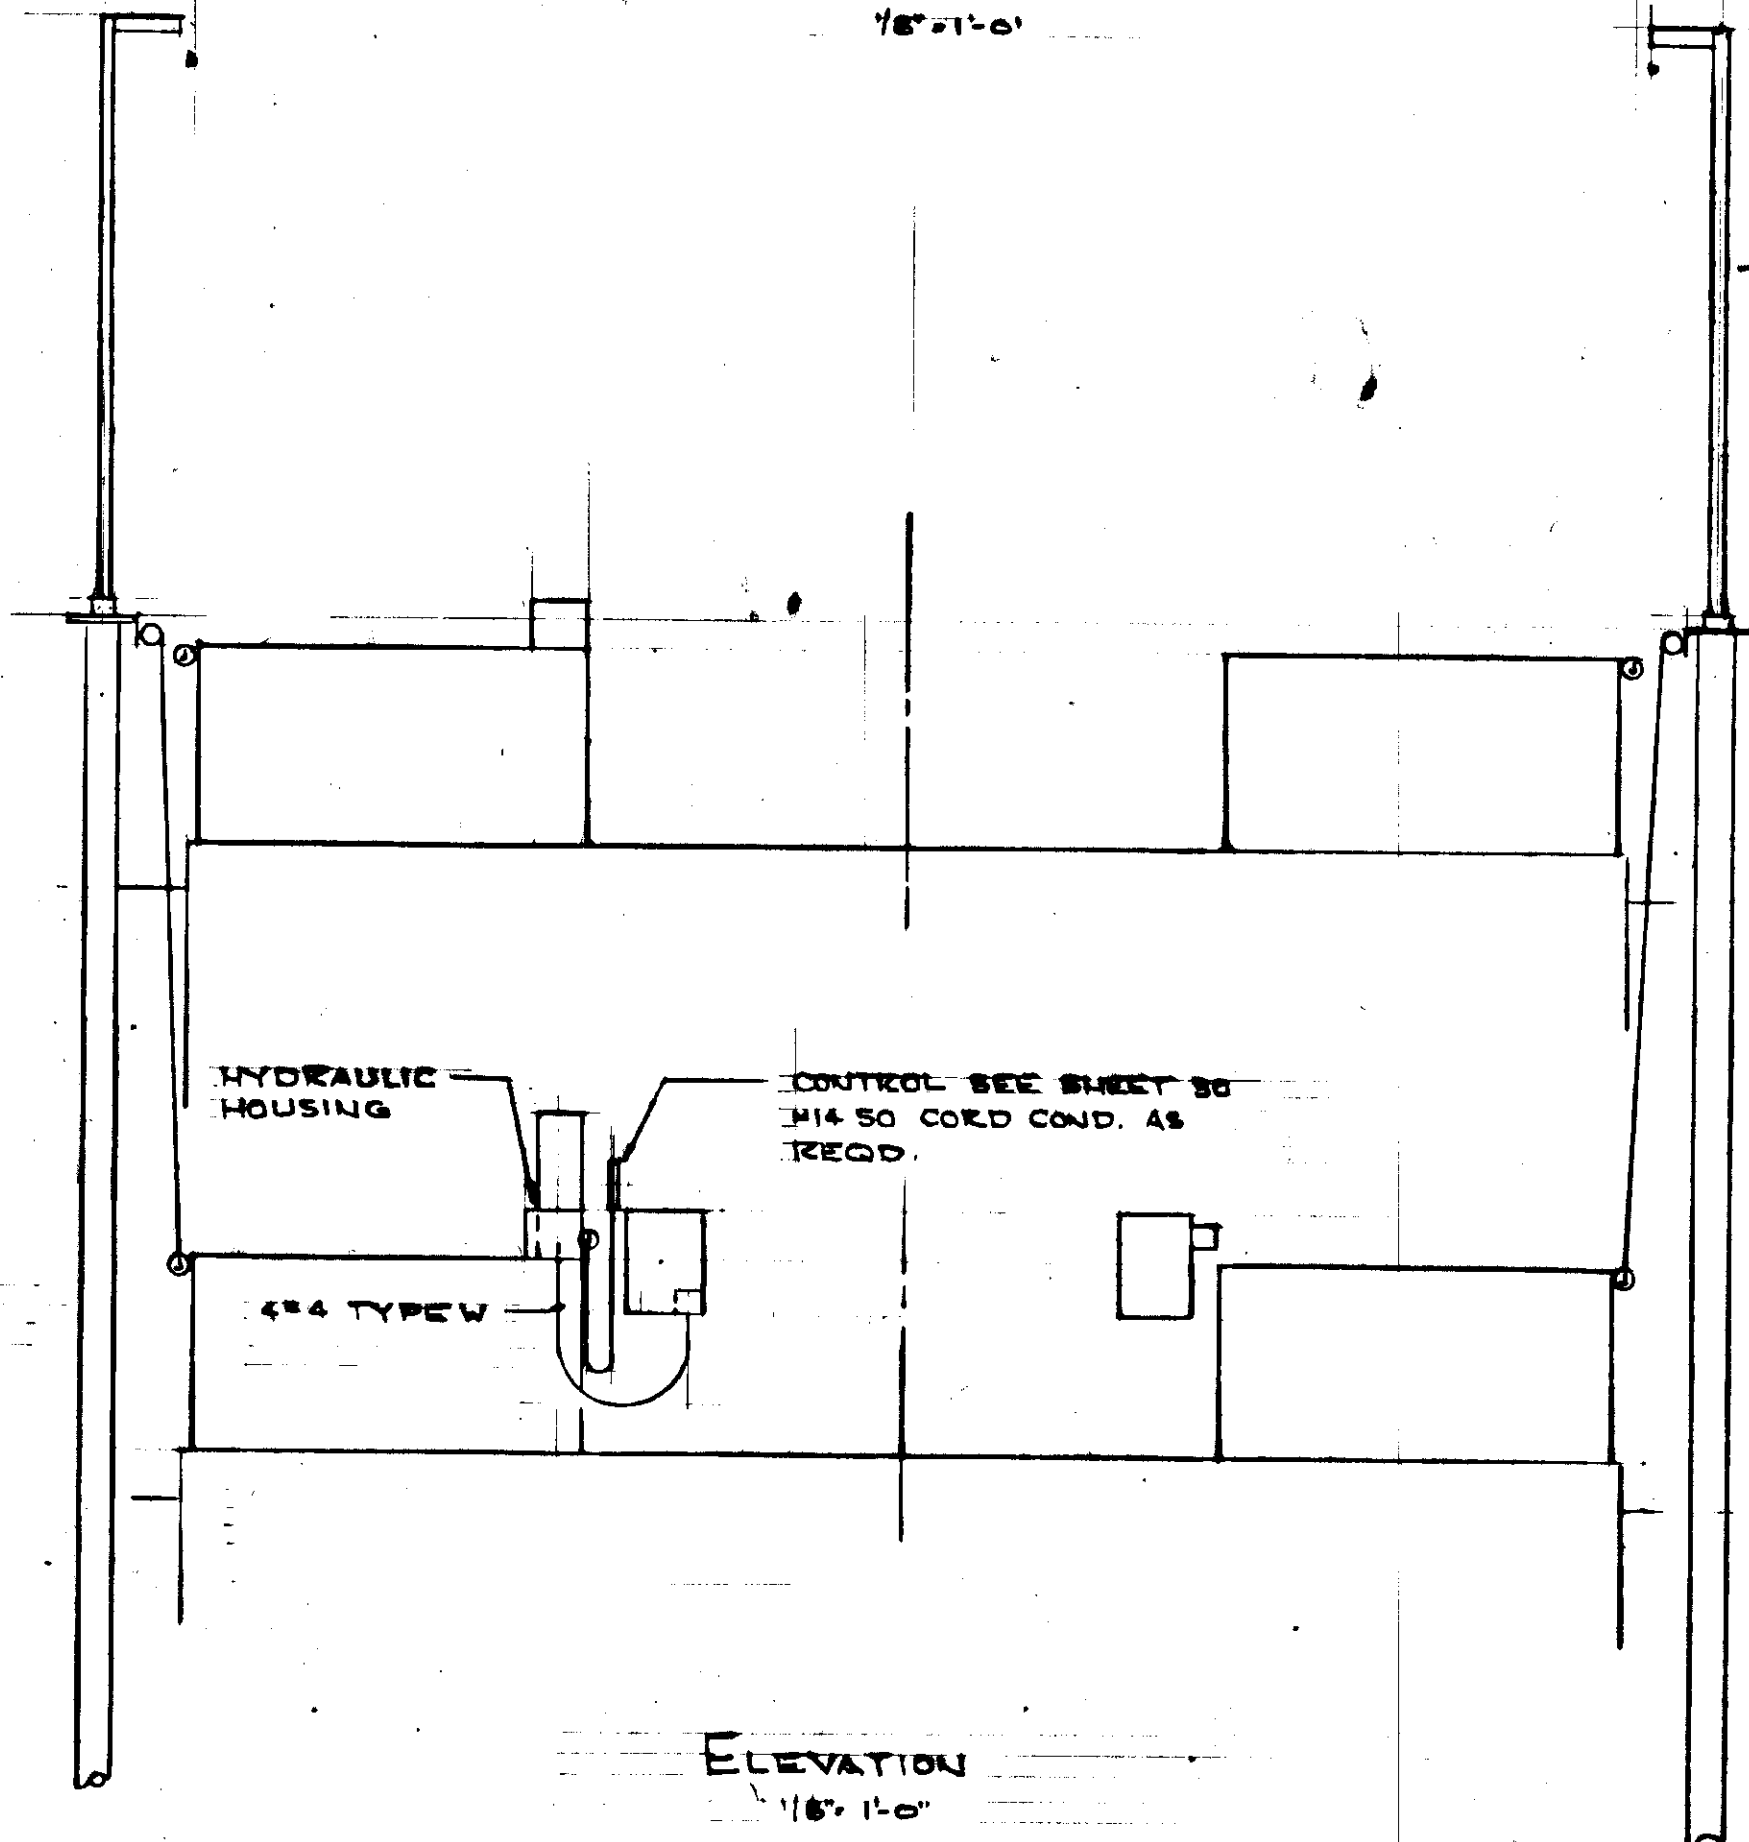 1/8"=1'-0"
HYDRAULIC
HOUSING
CONTROL SEE SHEET 30
#14 SO CORD COND. AS
REQD.
4#4 TYPE W
ELEVATION
1/8"=1'-0"